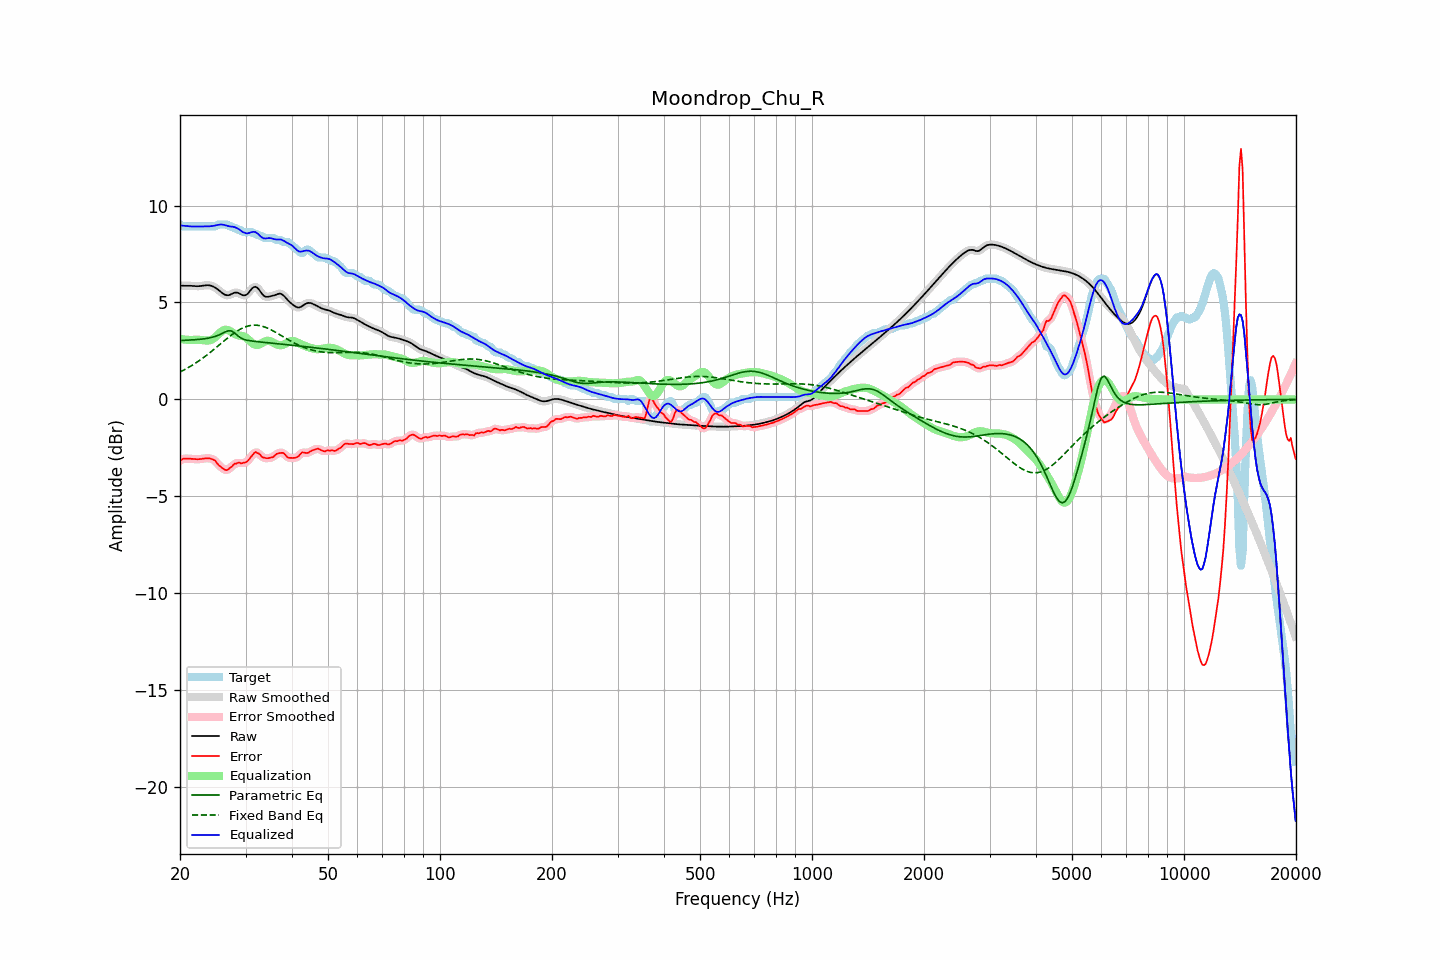 Moondrop_Chu_R
Amplitude (dBr)
10
5
0
−5
−10
−15
−20
Target
Raw Smoothed
Error Smoothed
Raw
Error
Equalization
Parametric Eq
Fixed Band Eq
Equalized
20 50 100 200 500 1000 2000 5000 10000 20000
Frequency (Hz)